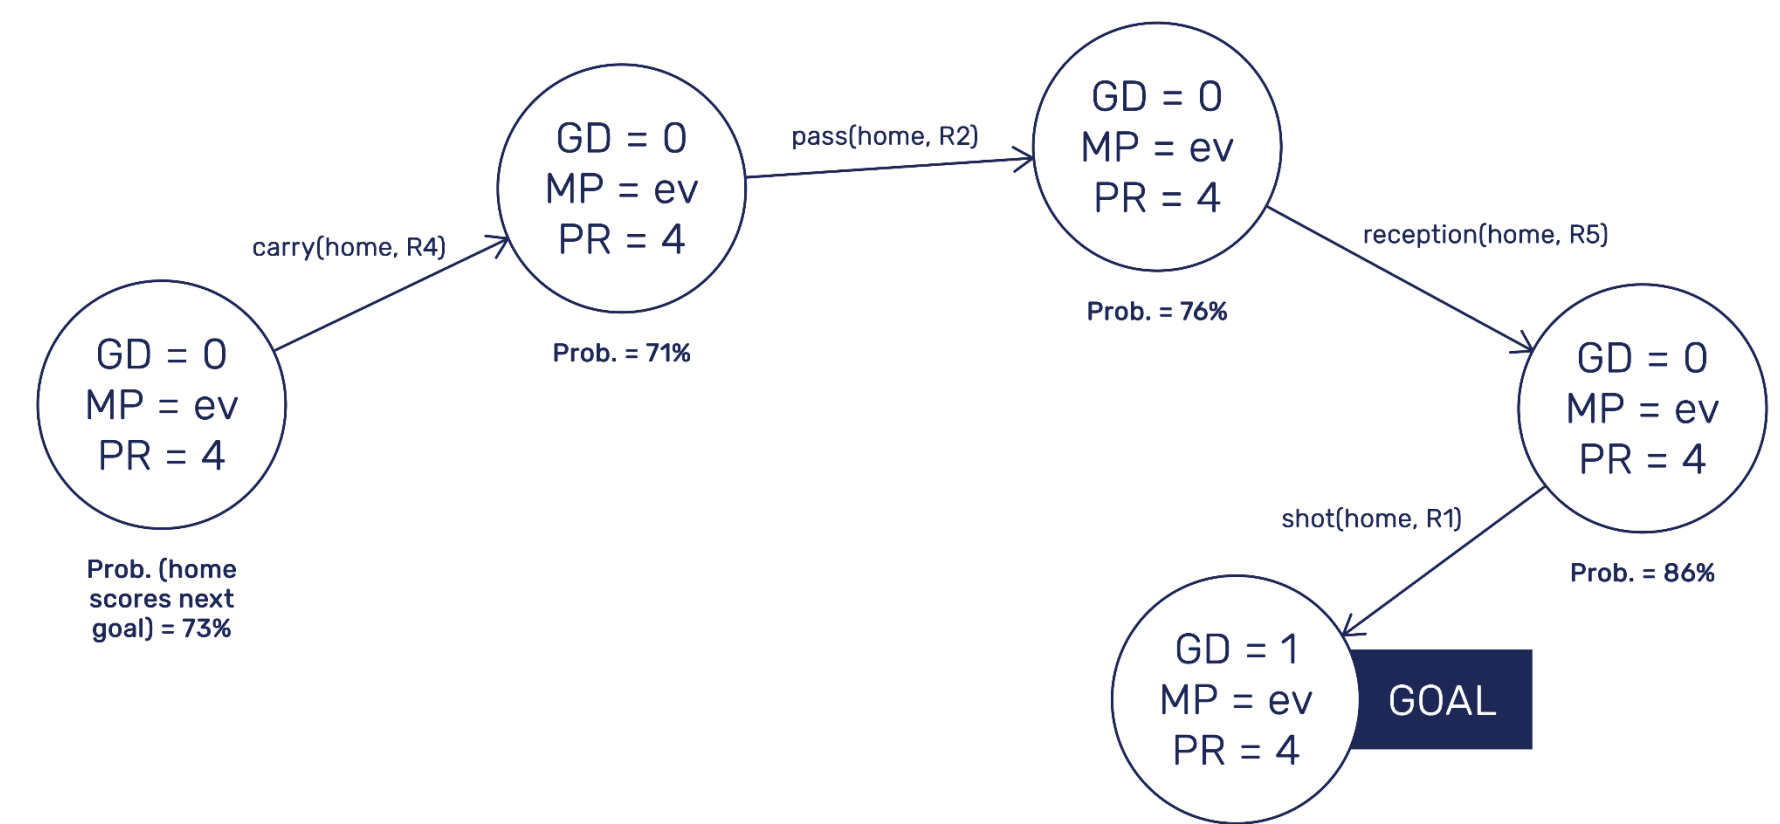 GD = 0
MP = ev
PR = 4
Prob. (home
scores next
goal) = 73%
carry(home, R4)
GD = 0
MP = ev
PR = 4
Prob. = 71%
pass(home, R2)
GD = 0
MP = ev
PR = 4
Prob. = 76%
reception(home, R5)
GD = 0
MP = ev
PR = 4
Prob. = 86%
shot(home, R1)
GD = 1
MP = ev
PR = 4
GOAL